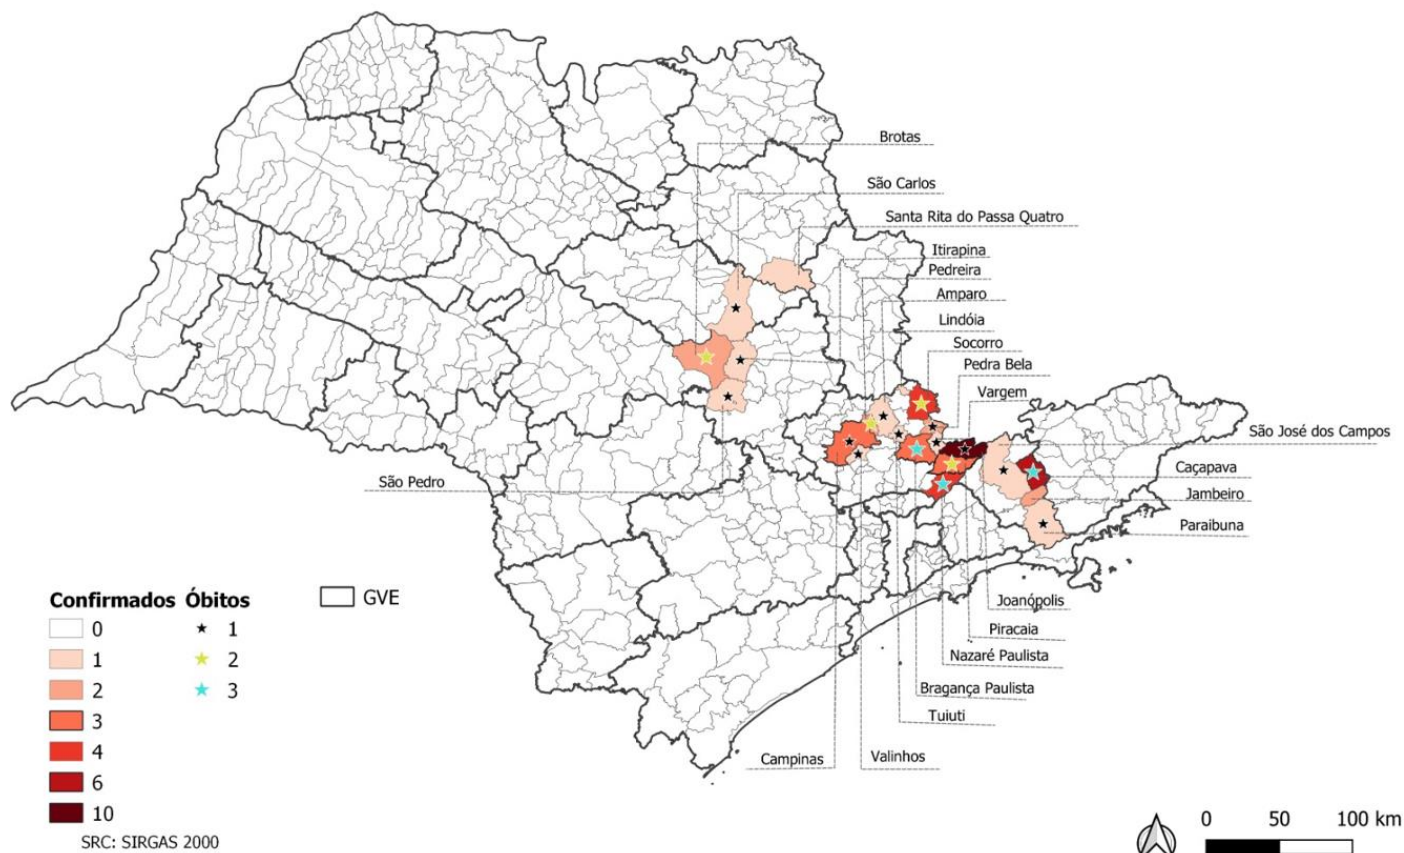 Brotas
São Carlos
Santa Rita do Passa Quatro
Itirapina
Pedreira
Amparo
Lindóia
Socorro
Pedra Bela
Vargem
São José dos Campos
Caçapava
Jambeiro
Paraibuna
São Pedro
Joanópolis
Piracaia
Nazaré Paulista
Bragança Paulista
Tuiuti
Campinas
Valinhos
Confirmados Óbitos
GVE
0
1
2
3
4
6
10
1
2
3
SRC: SIRGAS 2000
0 50 100 km